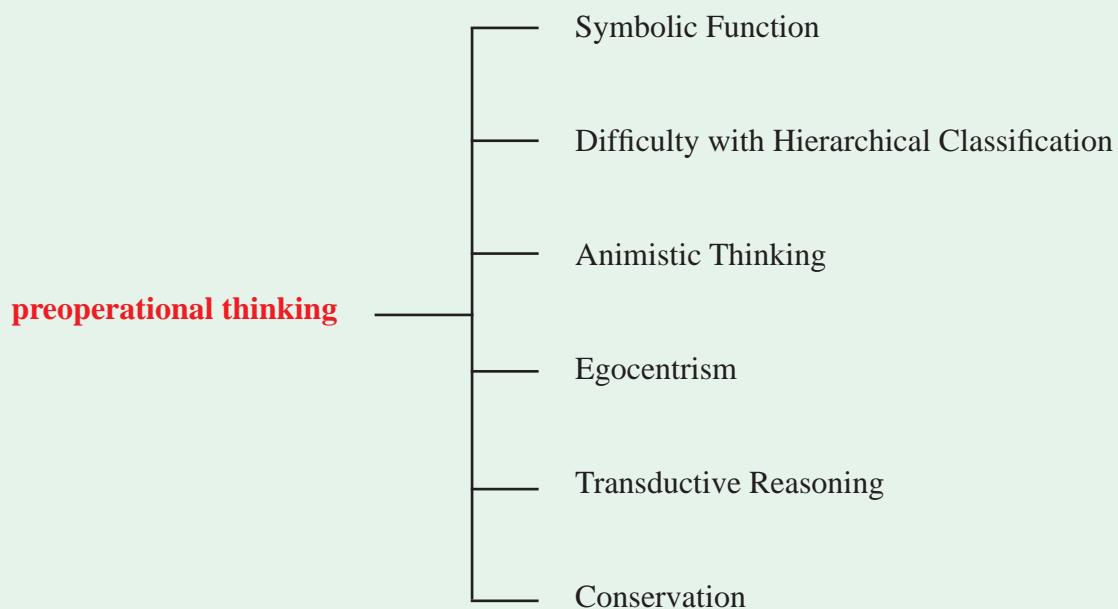 Symbolic Function
Difficulty with Hierarchical Classification
Animistic Thinking
preoperational thinking
Egocentrism
Transductive Reasoning
Conservation